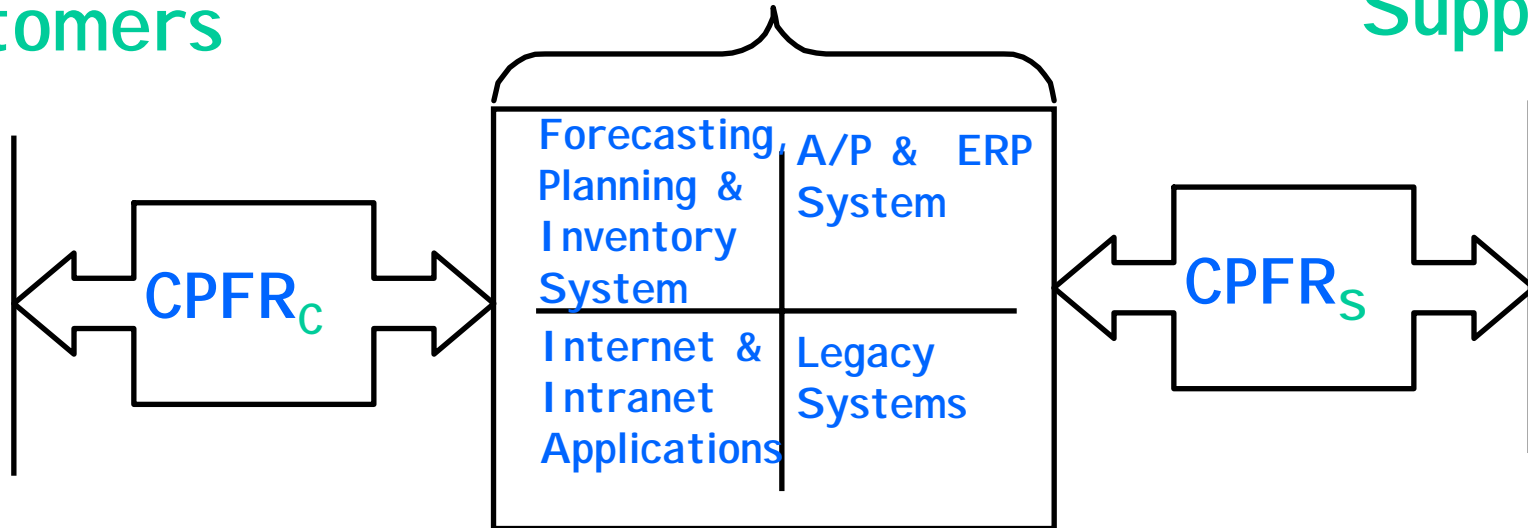 tomers
Supp
Forecasting,
Planning &
Inventory
System
A/P & ERP
System
CPFRC
CPFRS
Internet &
Intranet
Applications
Legacy
Systems